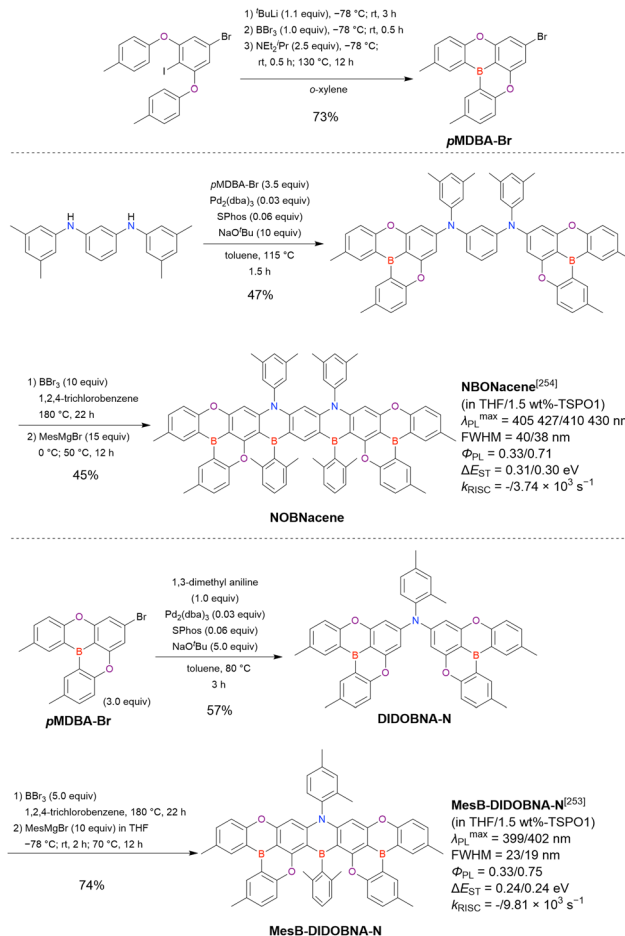 1) ᵗBuLi (1.1 equiv), −78 °C; rt, 3 h
2) BBr₃ (1.0 equiv), −78 °C; rt, 0.5 h
3) NEt₂ⁱPr (2.5 equiv), −78 °C;
rt, 0.5 h; 130 °C, 12 h
o-xylene
73%
O
Br
I
O
O
Br
B
O
pMDBA-Br
H
N
H
N
pMDBA-Br (3.5 equiv)
Pd₂(dba)₃ (0.03 equiv)
SPhos (0.06 equiv)
NaOᵗBu (10 equiv)
toluene, 115 °C
1.5 h
47%
O
N
N
O
B
B
O
O
1) BBr₃ (10 equiv)
1,2,4-trichlorobenzene
180 °C, 22 h
2) MesMgBr (15 equiv)
0 °C; 50 °C, 12 h
45%
O
N
N
O
B
B
B
B
O
O
NOBNacene
NBONacene[254]
(in THF/1.5 wt%-TSPO1)
λPLmax = 405 427/410 430 nm
FWHM = 40/38 nm
ΦPL = 0.33/0.71
ΔEST = 0.31/0.30 eV
kRISC = -/3.74 × 10³ s⁻¹
O
Br
B
O
(3.0 equiv)
pMDBA-Br
1,3-dimethyl aniline
(1.0 equiv)
Pd₂(dba)₃ (0.03 equiv)
SPhos (0.06 equiv)
NaOᵗBu (5.0 equiv)
toluene, 80 °C
3 h
57%
O
N
O
B
B
O
O
DIDOBNA-N
1) BBr₃ (5.0 equiv)
1,2,4-trichlorobenzene, 180 °C, 22 h
2) MesMgBr (10 equiv) in THF
−78 °C; rt, 2 h; 70 °C, 12 h
74%
O
N
O
B
B
B
O
O
MesB-DIDOBNA-N
MesB-DIDOBNA-N[253]
(in THF/1.5 wt%-TSPO1)
λPLmax = 399/402 nm
FWHM = 23/19 nm
ΦPL = 0.33/0.75
ΔEST = 0.24/0.24 eV
kRISC = -/9.81 × 10³ s⁻¹